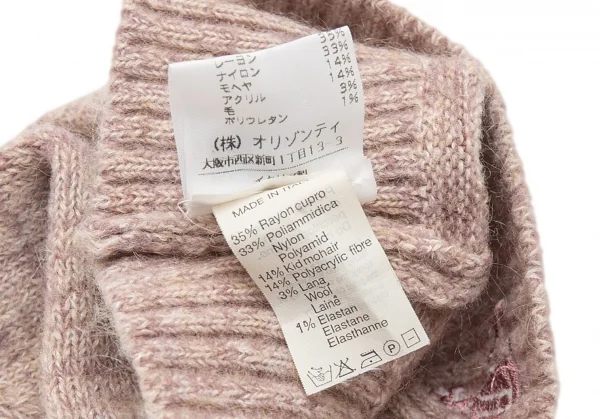 35%
レーヨン 33%
ナイロン 14%
モヘヤ 14%
アクリル 3%
毛 1%
ポリウレタン
(株) オリゾンティ
大阪市西区新町1丁目13-3
MADE IN
35% Rayon cupro
33% Poliammidica
Nylon
Polyamid
14% Kid mohair
14% Polyacrylic fibre
3% Lana
Wool
Laine
1% Elastan
Elastane
Elasthanne
P